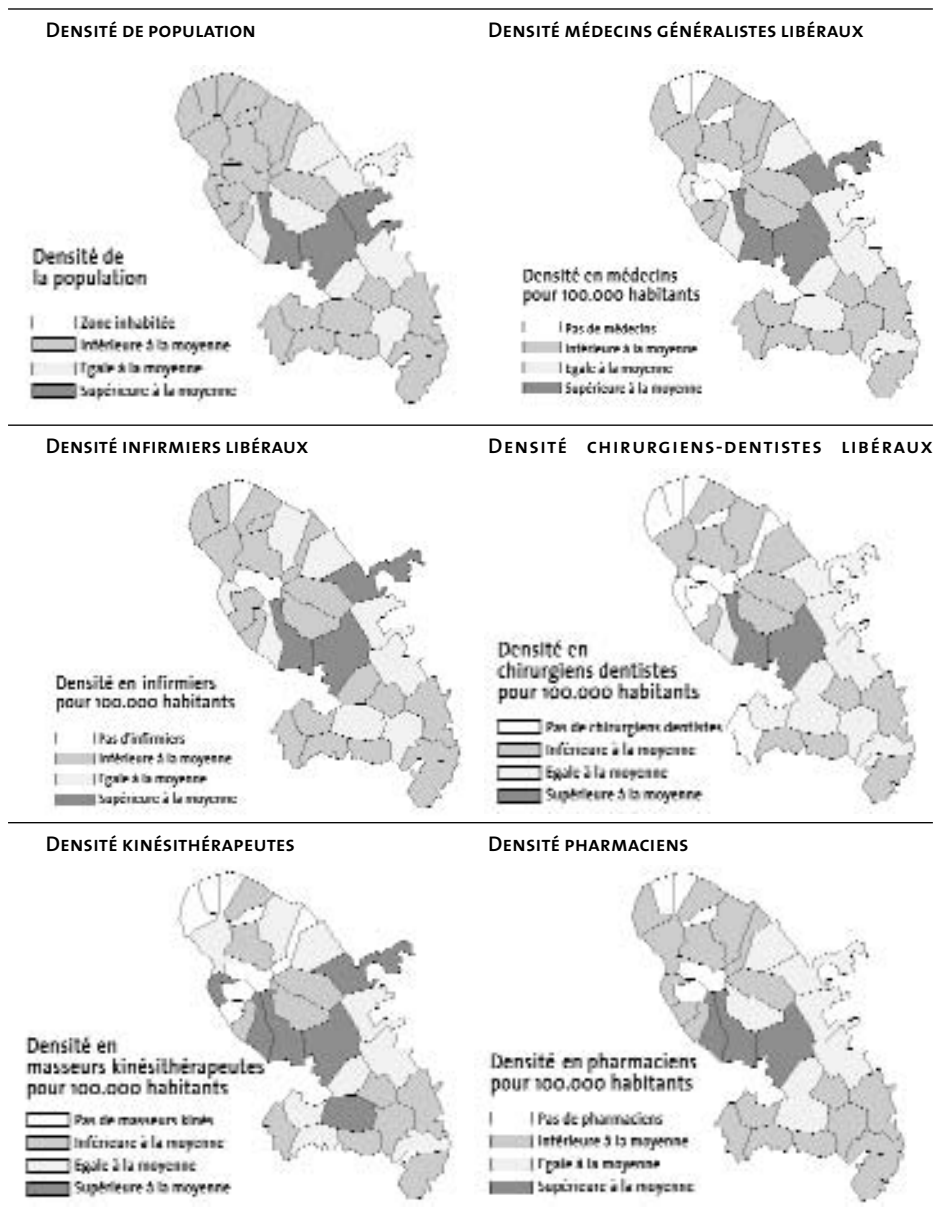 DENSITÉ DE POPULATION
DENSITÉ MÉDECINS GÉNÉRALISTES LIBÉRAUX
Densité de
la population
Zone inhabitée
Inférieure à la moyenne
Egale à la moyenne
Supérieure à la moyenne
Densité en médecins
pour 100.000 habitants
Pas de médecins
Inférieure à la moyenne
Egale à la moyenne
Supérieure à la moyenne
DENSITÉ INFIRMIERS LIBÉRAUX
DENSITÉ CHIRURGIENS-DENTISTES LIBÉRAUX
Densité en infirmiers
pour 100.000 habitants
Pas d'infirmiers
Inférieure à la moyenne
Egale à la moyenne
Supérieure à la moyenne
Densité en
chirurgiens dentistes
pour 100.000 habitants
Pas de chirurgiens dentistes
Inférieure à la moyenne
Egale à la moyenne
Supérieure à la moyenne
DENSITÉ KINÉSITHÉRAPEUTES
DENSITÉ PHARMACIENS
Densité en
masseurs kinésithérapeutes
pour 100.000 habitants
Pas de masseurs kinés
Inférieure à la moyenne
Egale à la moyenne
Supérieure à la moyenne
Densité en pharmaciens
pour 100.000 habitants
Pas de pharmaciens
Inférieure à la moyenne
Egale à la moyenne
Supérieure à la moyenne